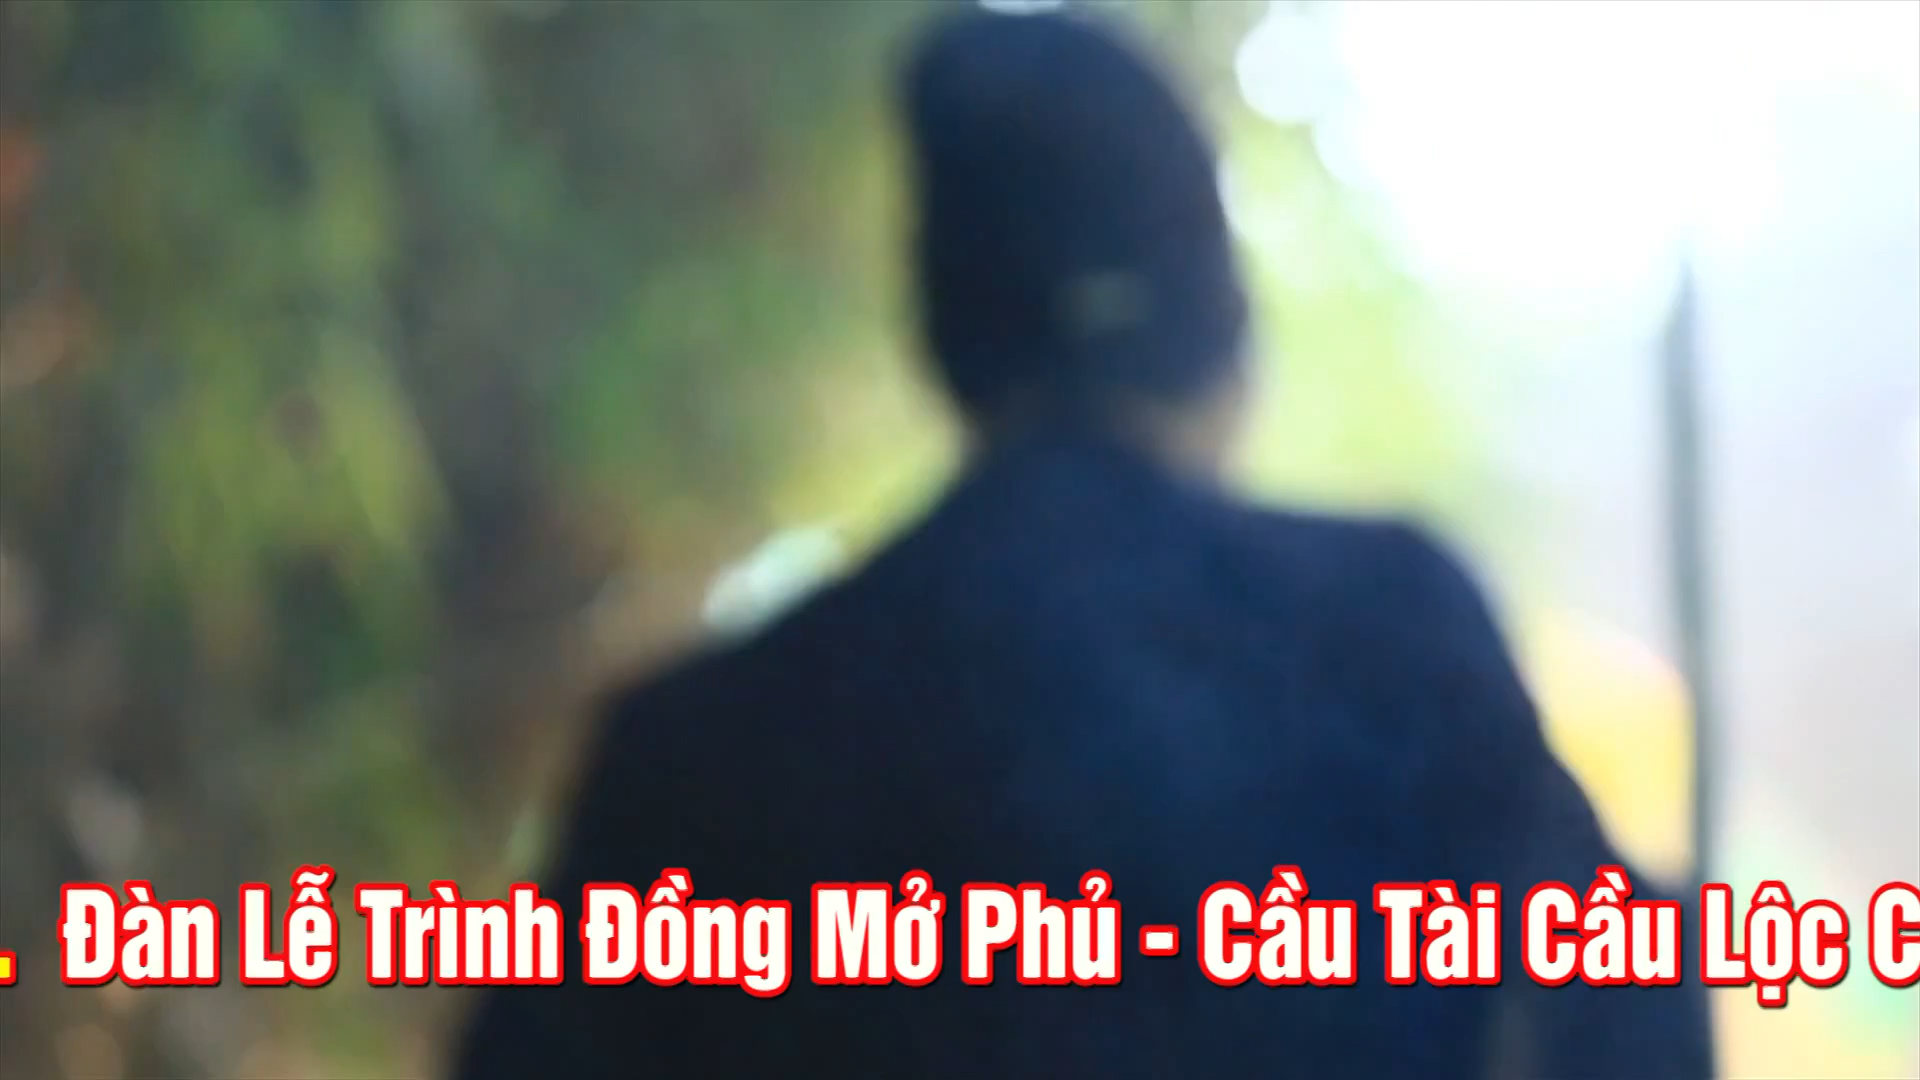 . Đàn Lễ Trình Đồng Mở Phủ - Cầu Tài Cầu Lộc C